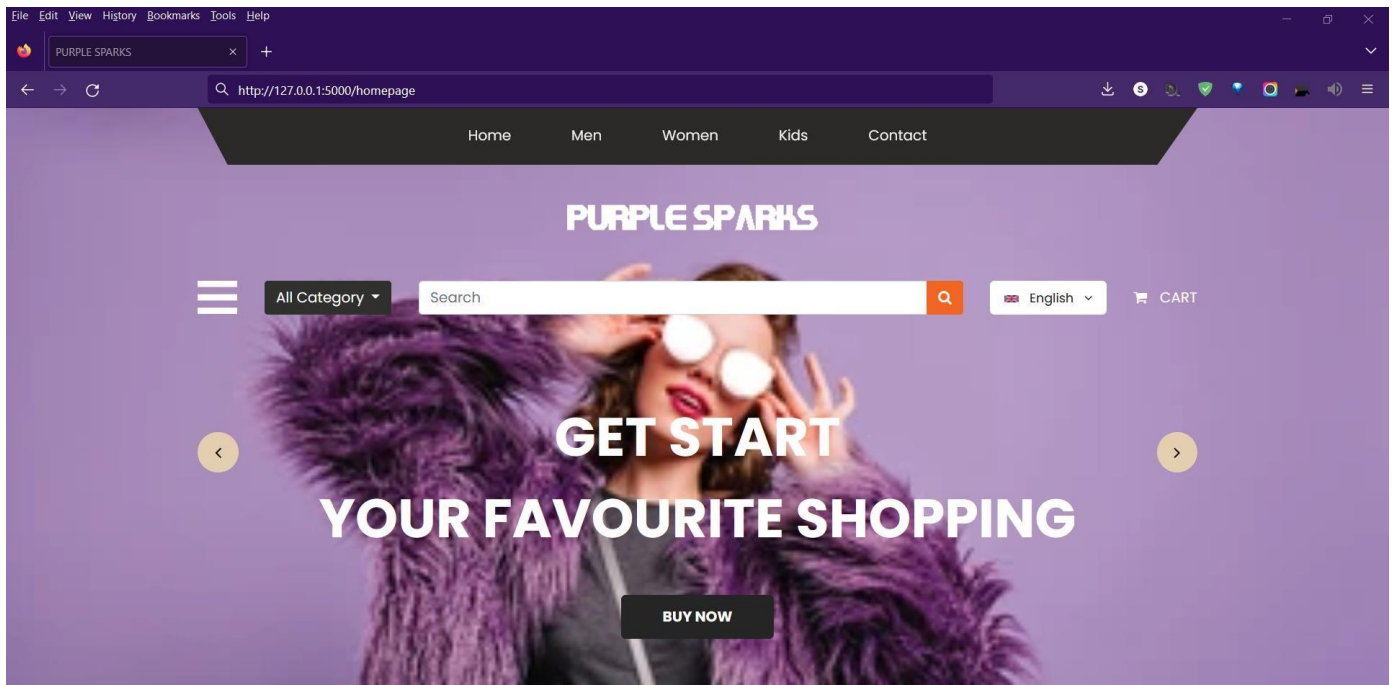 File Edit View History Bookmarks Tools Help
PURPLE SPARKS
http://127.0.0.1:5000/homepage
S
Home Men Women Kids Contact
PURPLE SPARKS
All Category Search English CART
GET START
YOUR FAVOURITE SHOPPING
BUY NOW